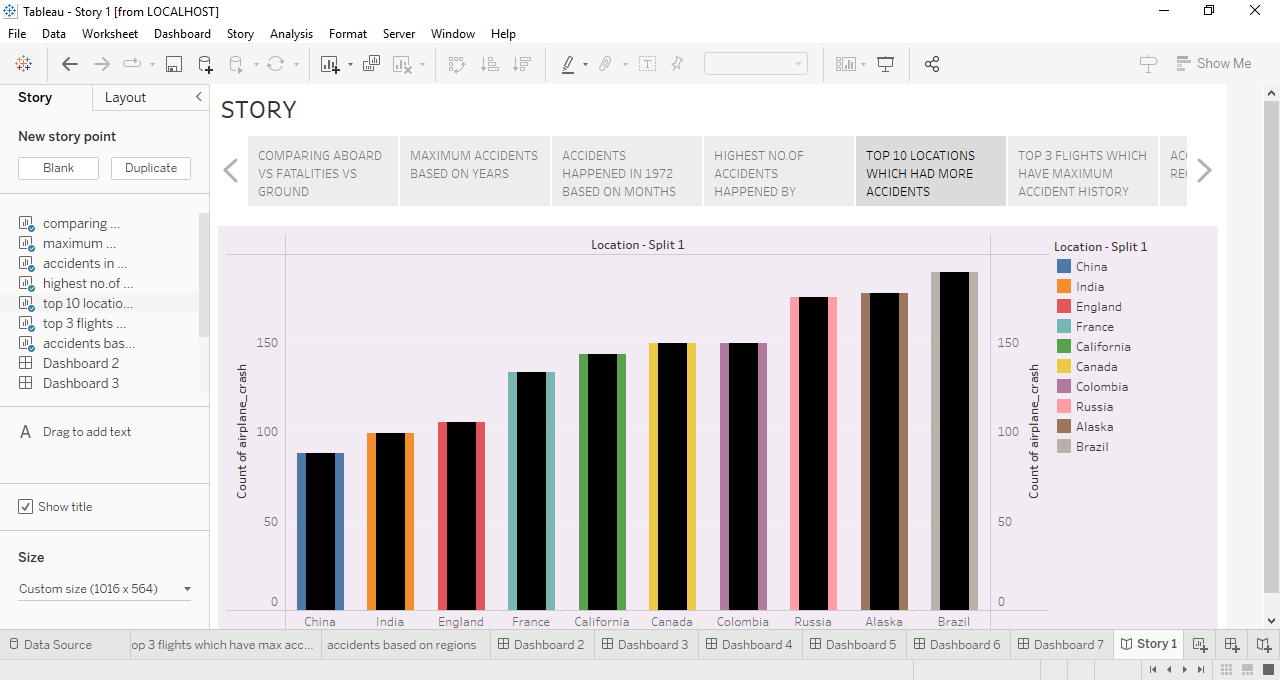 Tableau - Story 1 [from LOCALHOST]
File Data Worksheet Dashboard Story Analysis Format Server Window Help
Show Me
Story Layout
New story point
Blank Duplicate
comparing ...
maximum ...
accidents in ...
highest no.of ...
top 10 locatio...
top 3 flights ...
accidents bas...
Dashboard 2
Dashboard 3
A Drag to add text
Show title
Size
Custom size (1016 x 564)
STORY
COMPARING ABOARD
VS FATALITIES VS
GROUND
MAXIMUM ACCIDENTS
BASED ON YEARS
ACCIDENTS
HAPPENED IN 1972
BASED ON MONTHS
HIGHEST NO.OF
ACCIDENTS
HAPPENED BY
TOP 10 LOCATIONS
WHICH HAD MORE
ACCIDENTS
TOP 3 FLIGHTS WHICH
HAVE MAXIMUM
ACCIDENT HISTORY
Location - Split 1
Count of airplane_crash
150
100
50
0
China India England France California Canada Colombia Russia Alaska Brazil
150
100
50
0
Count of airplane_crash
Location - Split 1
China
India
England
France
California
Canada
Colombia
Russia
Alaska
Brazil
Data Source op 3 flights which have max acc... accidents based on regions Dashboard 2 Dashboard 3 Dashboard 4 Dashboard 5 Dashboard 6 Dashboard 7 Story 1